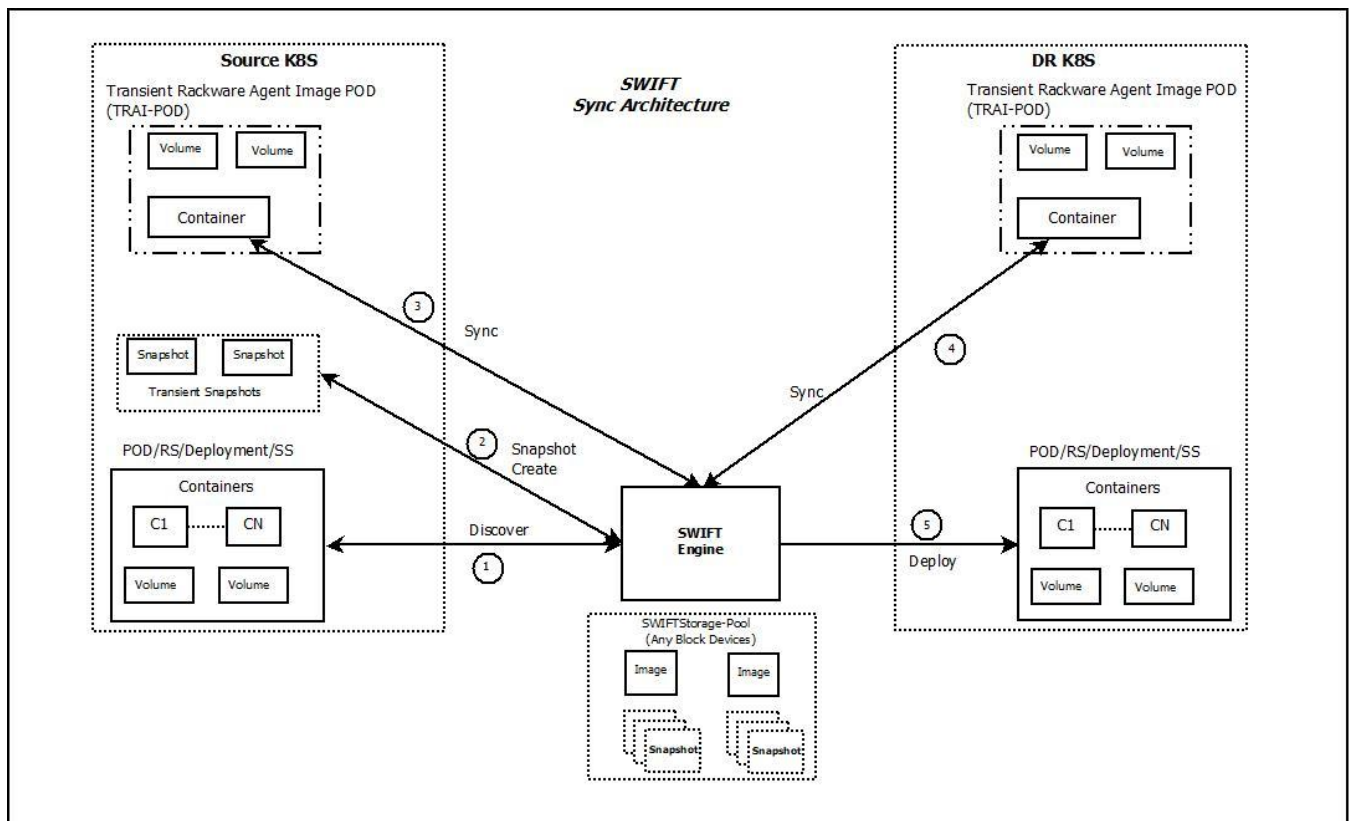 Source K8S
Transient Rackware Agent Image POD
(TRAI-POD)
Volume
Volume
Container
Snapshot
Snapshot
Transient Snapshots
POD/RS/Deployment/SS
Containers
C1
CN
Volume
Volume
SWIFT
Sync Architecture
3
Sync
2
Snapshot
Create
Discover
1
SWIFT
Engine
SWIFTStorage-Pool
(Any Block Devices)
Image
Image
Snapshot
Snapshot
4
Sync
5
Deploy
DR K8S
Transient Rackware Agent Image POD
(TRAI-POD)
Volume
Volume
Container
POD/RS/Deployment/SS
Containers
C1
CN
Volume
Volume